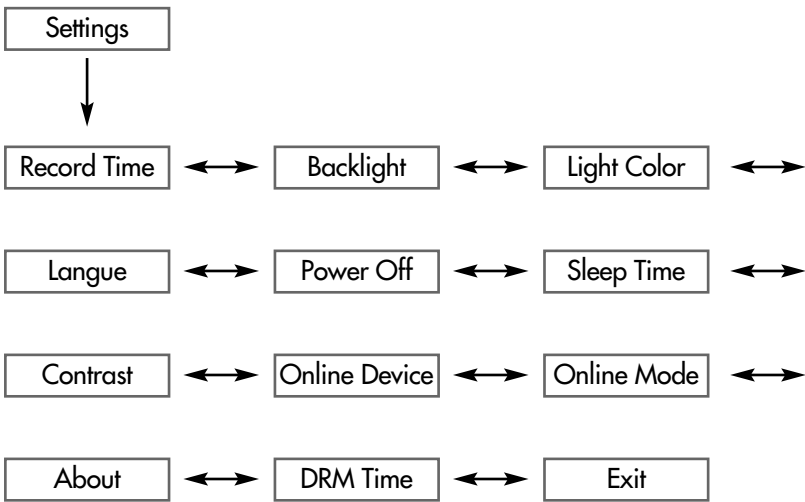 Settings
Record Time Backlight Light Color
Langue Power Off Sleep Time
Contrast Online Device Online Mode
About DRM Time Exit